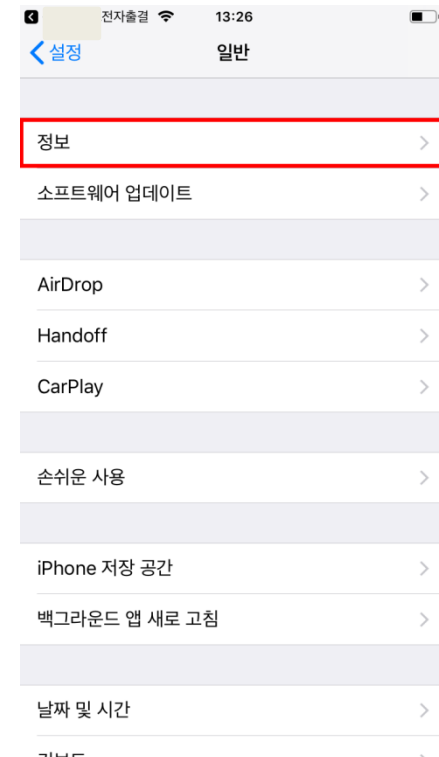 전자출결 13:26
설정 일반
정보
소프트웨어 업데이트
AirDrop
Handoff
CarPlay
손쉬운 사용
iPhone 저장 공간
백그라운드 앱 새로 고침
날짜 및 시간